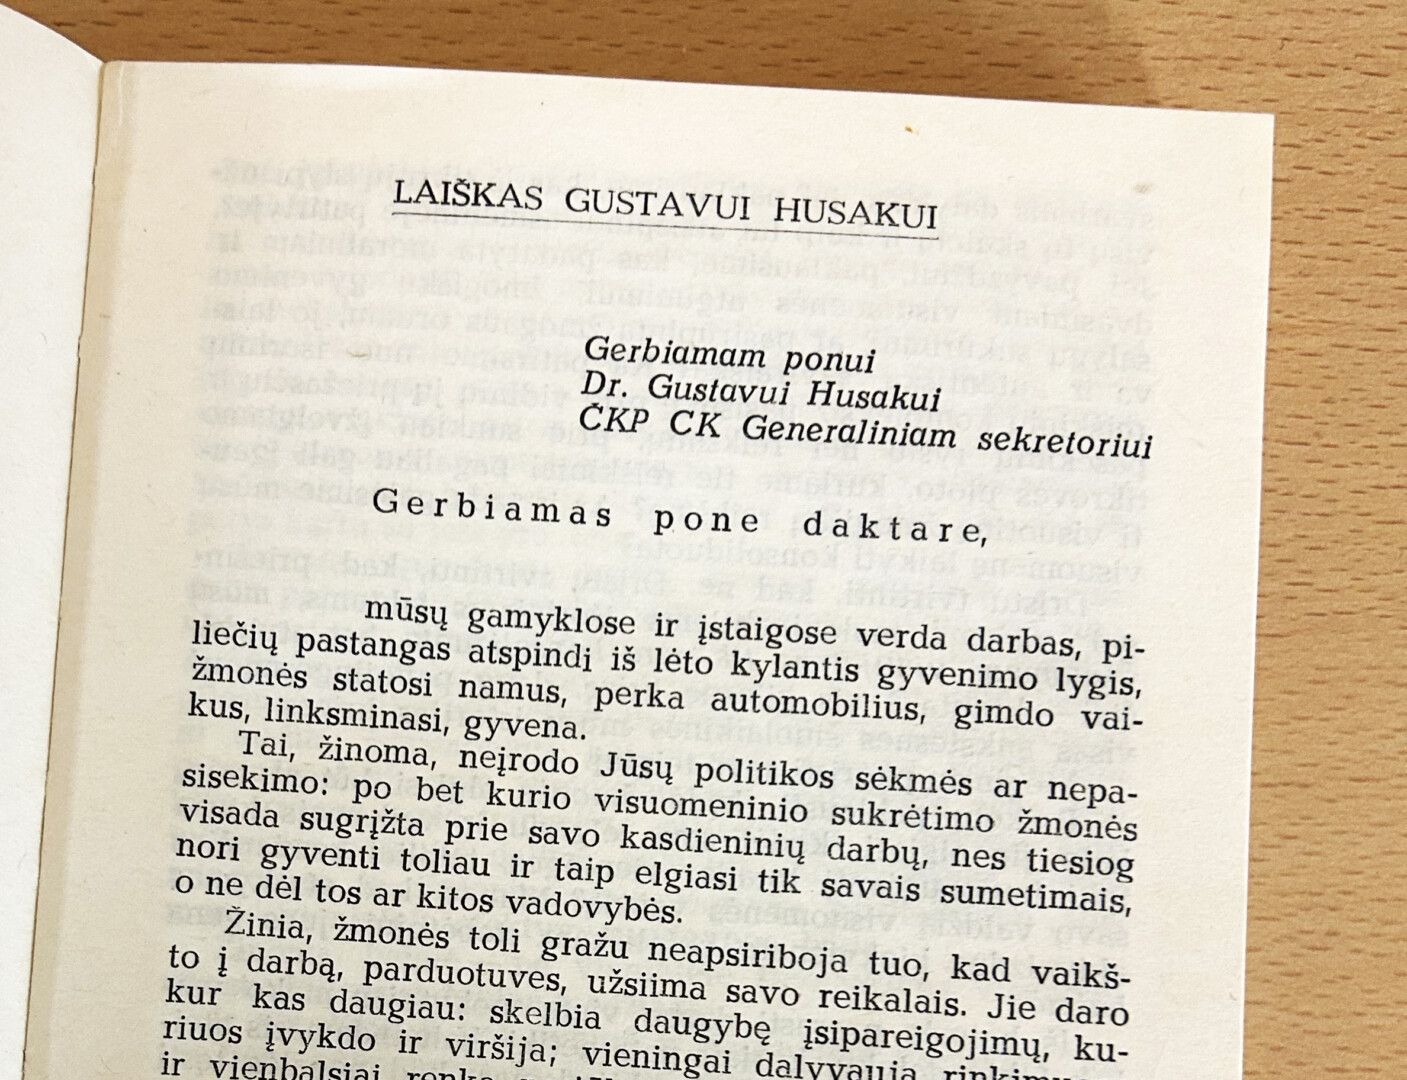 LAIŠKAS GUSTAVUI HUSAKUI
Gerbiamam ponui
Dr. Gustavui Husakui
ČKP CK Generaliniam sekretoriui
Gerbiamas pone daktare,
mūsų gamyklose ir įstaigose verda darbas, pi-
liečių pastangas atspindi iš lėto kylantis gyvenimo lygis,
žmonės statosi namus, perka automobilius, gimdo vai-
kus, linksminasi, gyvena.
Tai, žinoma, neįrodo Jūsų politikos sėkmės ar nepa-
sisekimo: po bet kurio visuomeninio sukrėtimo žmonės
visada sugrįžta prie savo kasdieninių darbų, nes tiesiog
nori gyventi toliau ir taip elgiasi tik savais sumetimais,
o ne dėl tos ar kitos vadovybės.
Žinia, žmonės toli gražu neapsiriboja tuo, kad vaikš-
to į darbą, parduotuves, užsiima savo reikalais. Jie daro
kur kas daugiau: skelbia daugybę įsipareigojimų, ku-
riuos įvykdo ir viršija; vieningai dalyvauja
ir vienbalsiai